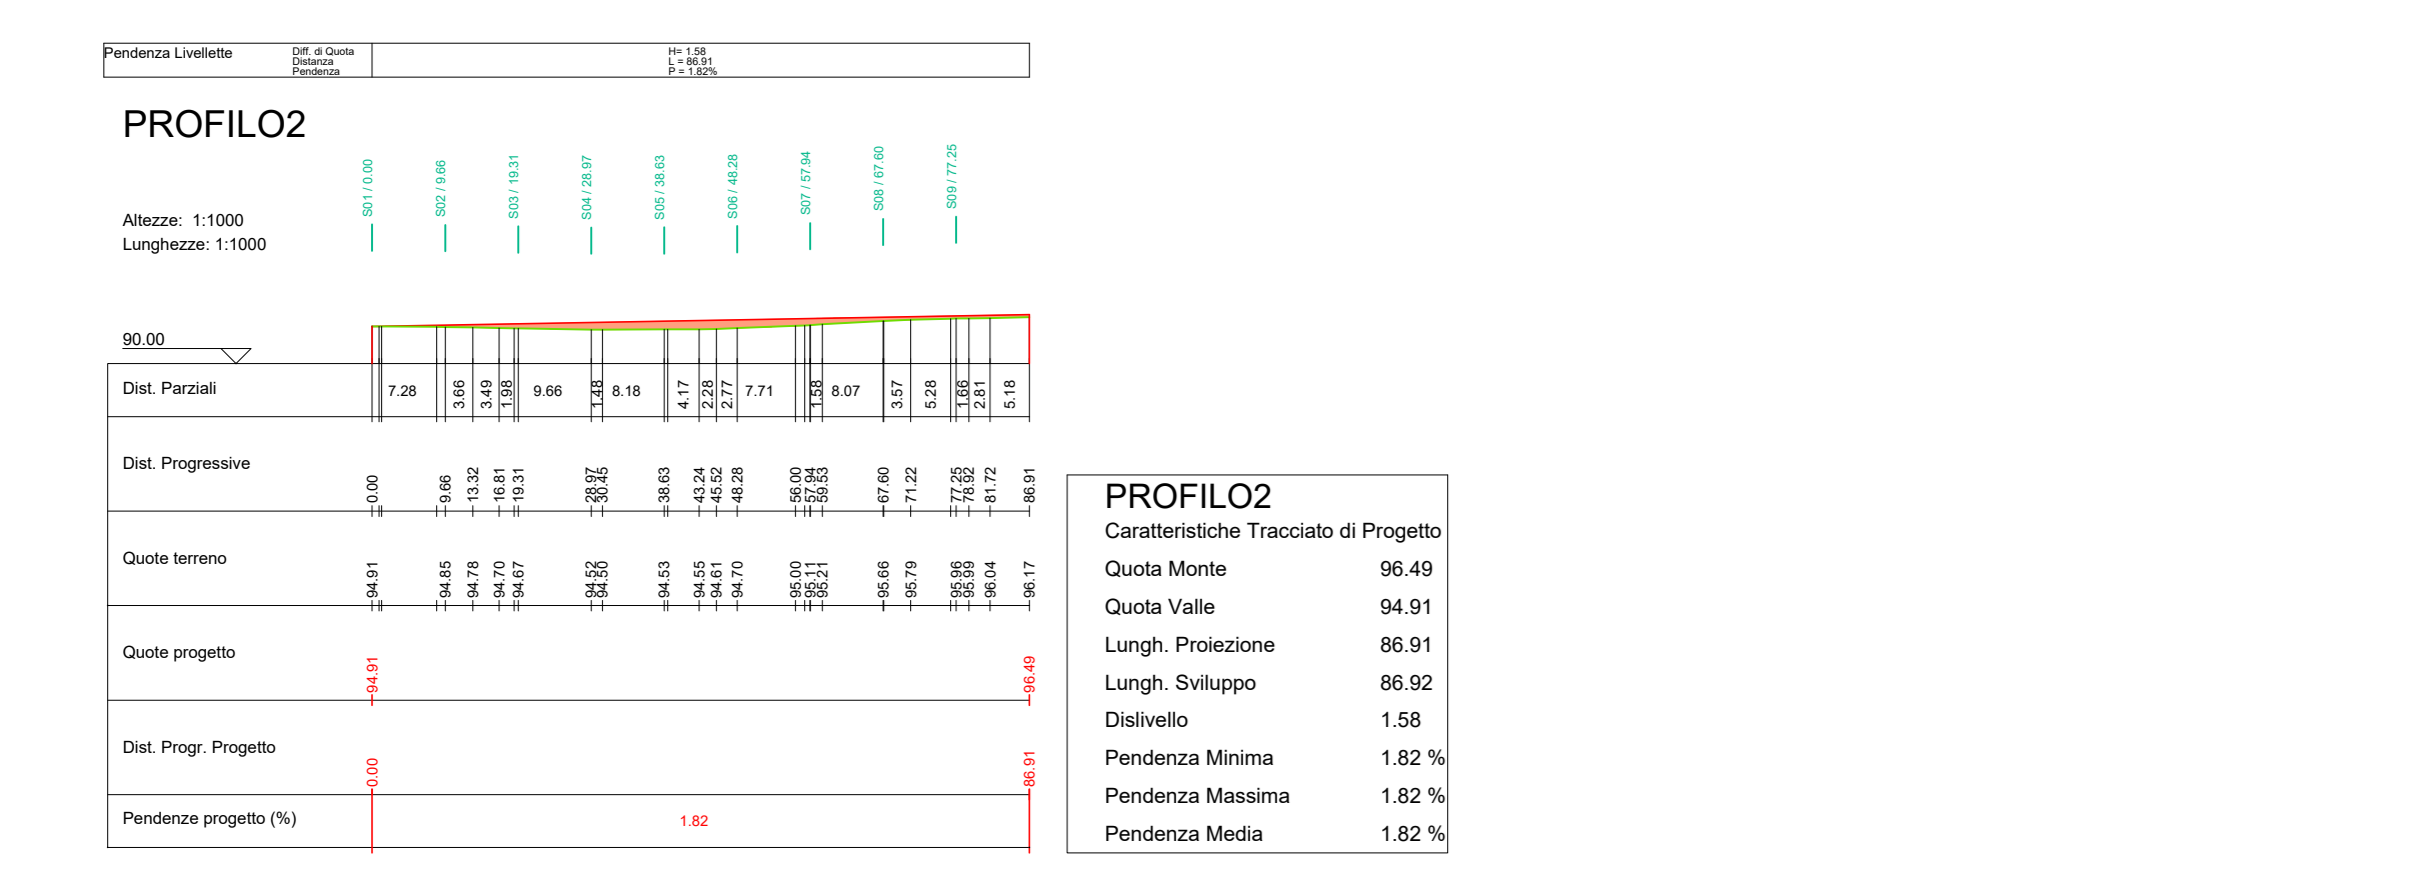 Pendenza Livellette
Diff. di Quota
Distanza
Pendenza
H= 1.58
L = 86.91
P = 1.82%
PROFILO2
S01 / 0.00
S02 / 9.66
S03 / 19.31
S04 / 28.97
S05 / 38.63
S06 / 48.28
S07 / 57.94
S08 / 67.60
S09 / 77.25
Altezze: 1:1000
Lunghezze: 1:1000
90.00
Dist. Parziali
7.28
3.66
3.49
1.98
9.66
1.48
8.18
4.17
2.28
2.77
7.71
1.58
8.07
3.57
5.28
1.66
2.81
5.18
Dist. Progressive
0.00
9.66
13.32
16.81
19.31
28.97
30.45
38.63
43.24
45.52
48.28
56.00
57.94
59.53
67.60
71.22
77.25
78.92
81.72
86.91
Quote terreno
94.91
94.85
94.78
94.70
94.67
94.52
94.50
94.53
94.55
94.61
94.70
95.00
95.11
95.21
95.66
95.79
95.96
95.99
96.04
96.17
Quote progetto
94.91
96.49
Dist. Progr. Progetto
0.00
86.91
Pendenze progetto (%)
1.82
PROFILO2
Caratteristiche Tracciato di Progetto
Quota Monte 96.49
Quota Valle 94.91
Lungh. Proiezione 86.91
Lungh. Sviluppo 86.92
Dislivello 1.58
Pendenza Minima 1.82 %
Pendenza Massima 1.82 %
Pendenza Media 1.82 %